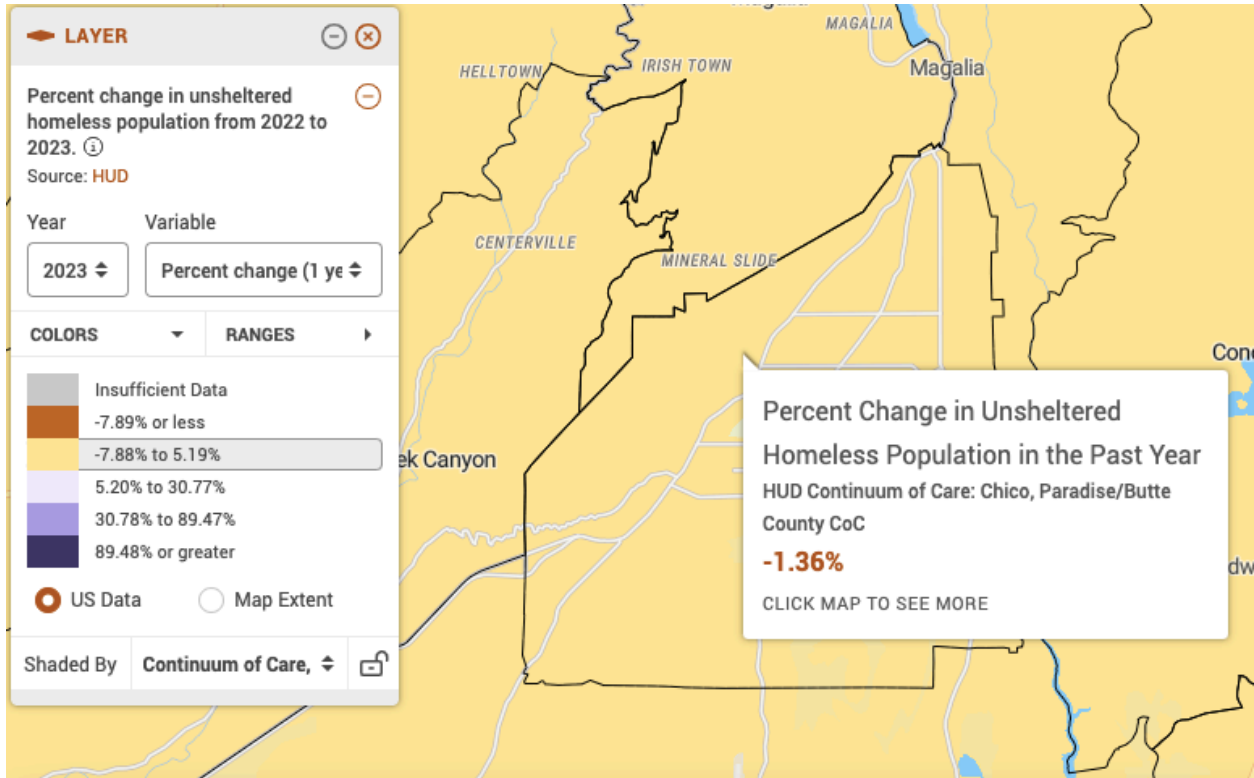 LAYER
Percent change in unsheltered
homeless population from 2022 to
2023.
Source: HUD
Year Variable
2023 Percent change (1 ye
COLORS RANGES
Insufficient Data
-7.89% or less
-7.88% to 5.19%
5.20% to 30.77%
30.78% to 89.47%
89.48% or greater
US Data Map Extent
Shaded By Continuum of Care,
MAGALIA
HELLTOWN
IRISH TOWN
Magalia
CENTERVILLE
MINERAL SLIDE
ek Canyon
Percent Change in Unsheltered
Homeless Population in the Past Year
HUD Continuum of Care: Chico, Paradise/Butte
County CoC
-1.36%
CLICK MAP TO SEE MORE